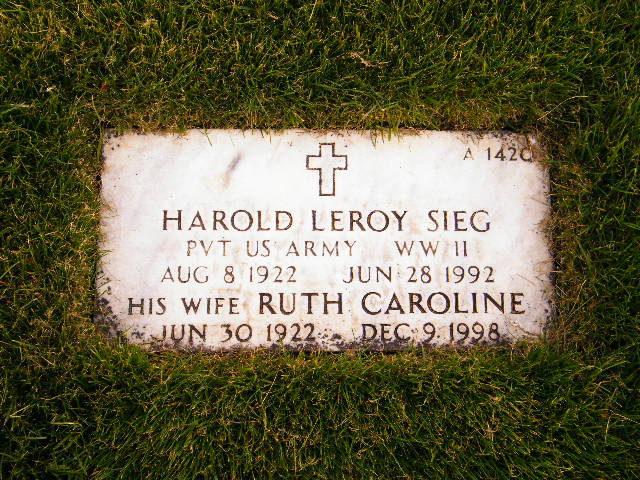 A 1420
HAROLD LEROY SIEG
PVT US ARMY WW II
AUG 8 1922 JUN 28 1992
HIS WIFE RUTH CAROLINE
JUN 30 1922 DEC 9 1998